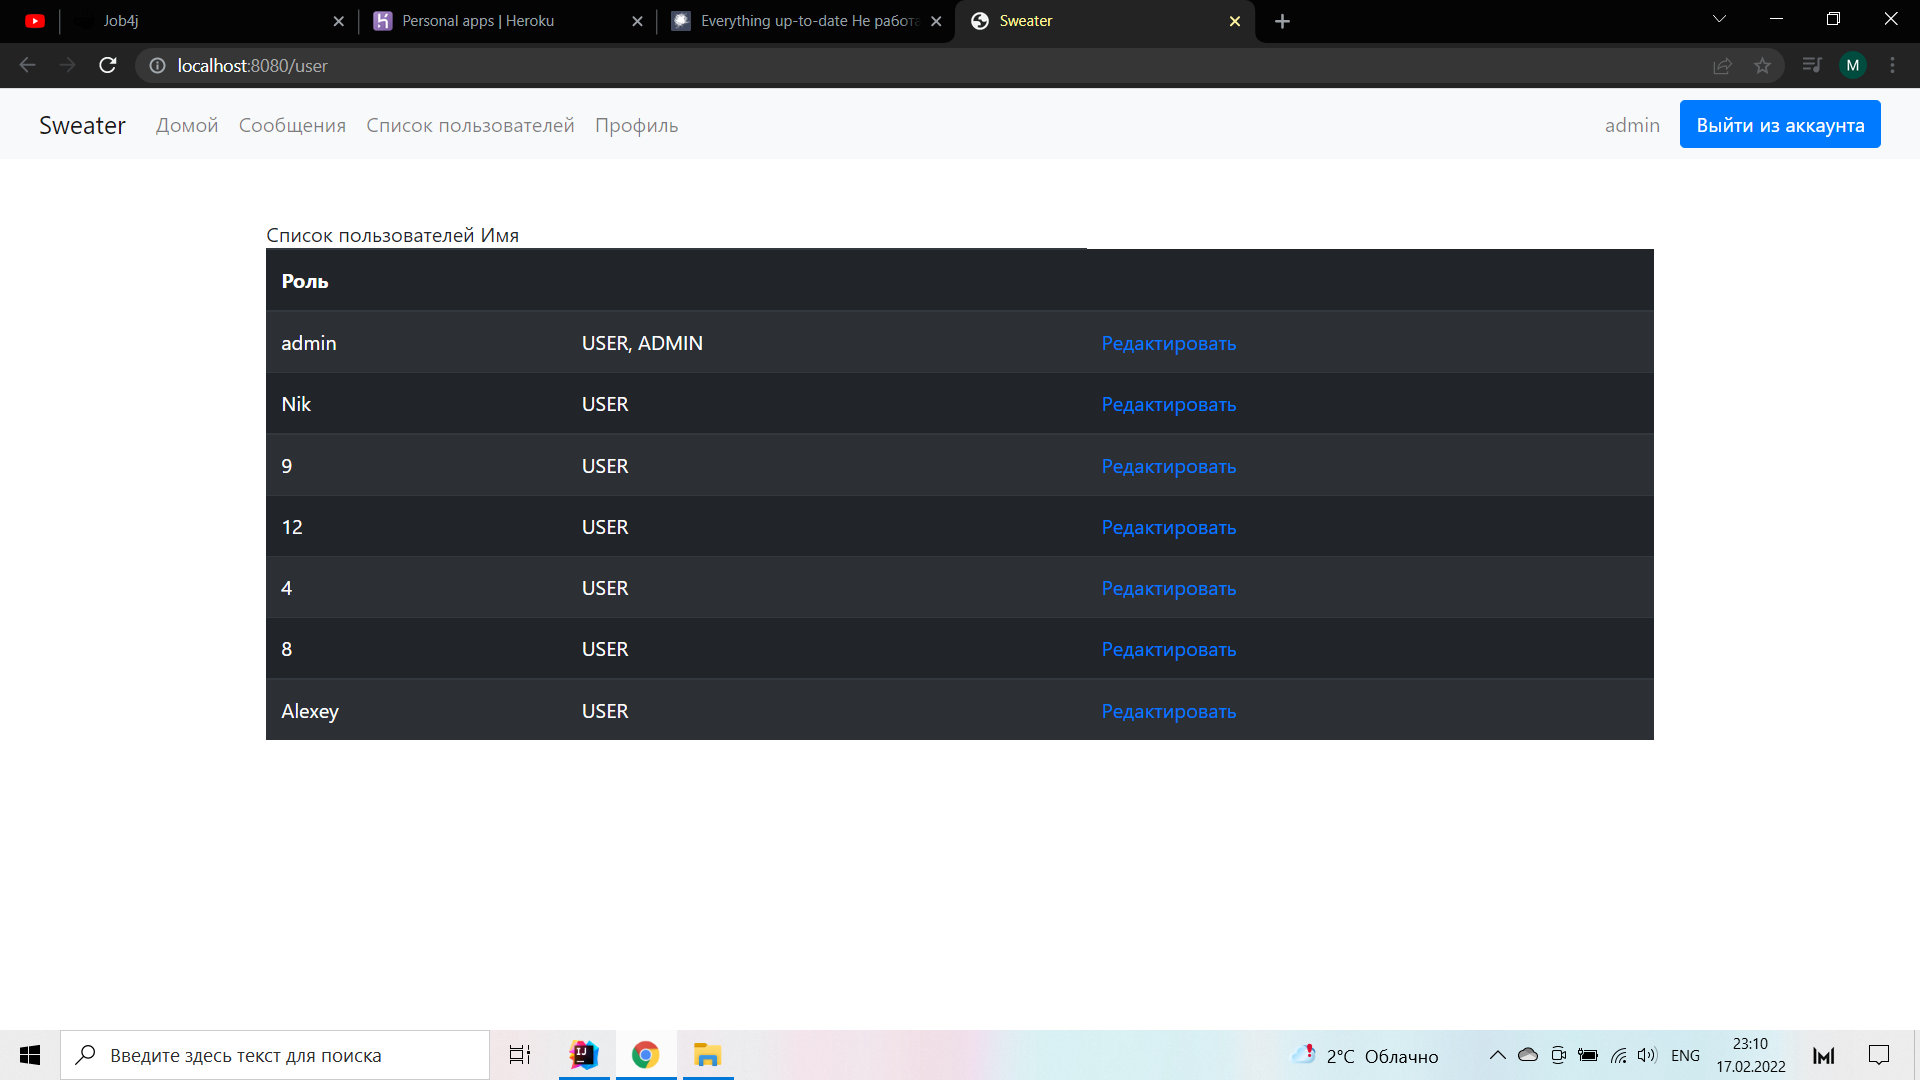 Job4j
Personal apps | Heroku
Everything up-to-date Не работа
Sweater
localhost:8080/user
M
Sweater Домой Сообщения Список пользователей Профиль admin Выйти из аккаунта
Список пользователей Имя
Роль
admin USER, ADMIN Редактировать
Nik USER Редактировать
9 USER Редактировать
12 USER Редактировать
4 USER Редактировать
8 USER Редактировать
Alexey USER Редактировать
Введите здесь текст для поиска
2°C Облачно
ENG
23:10
17.02.2022